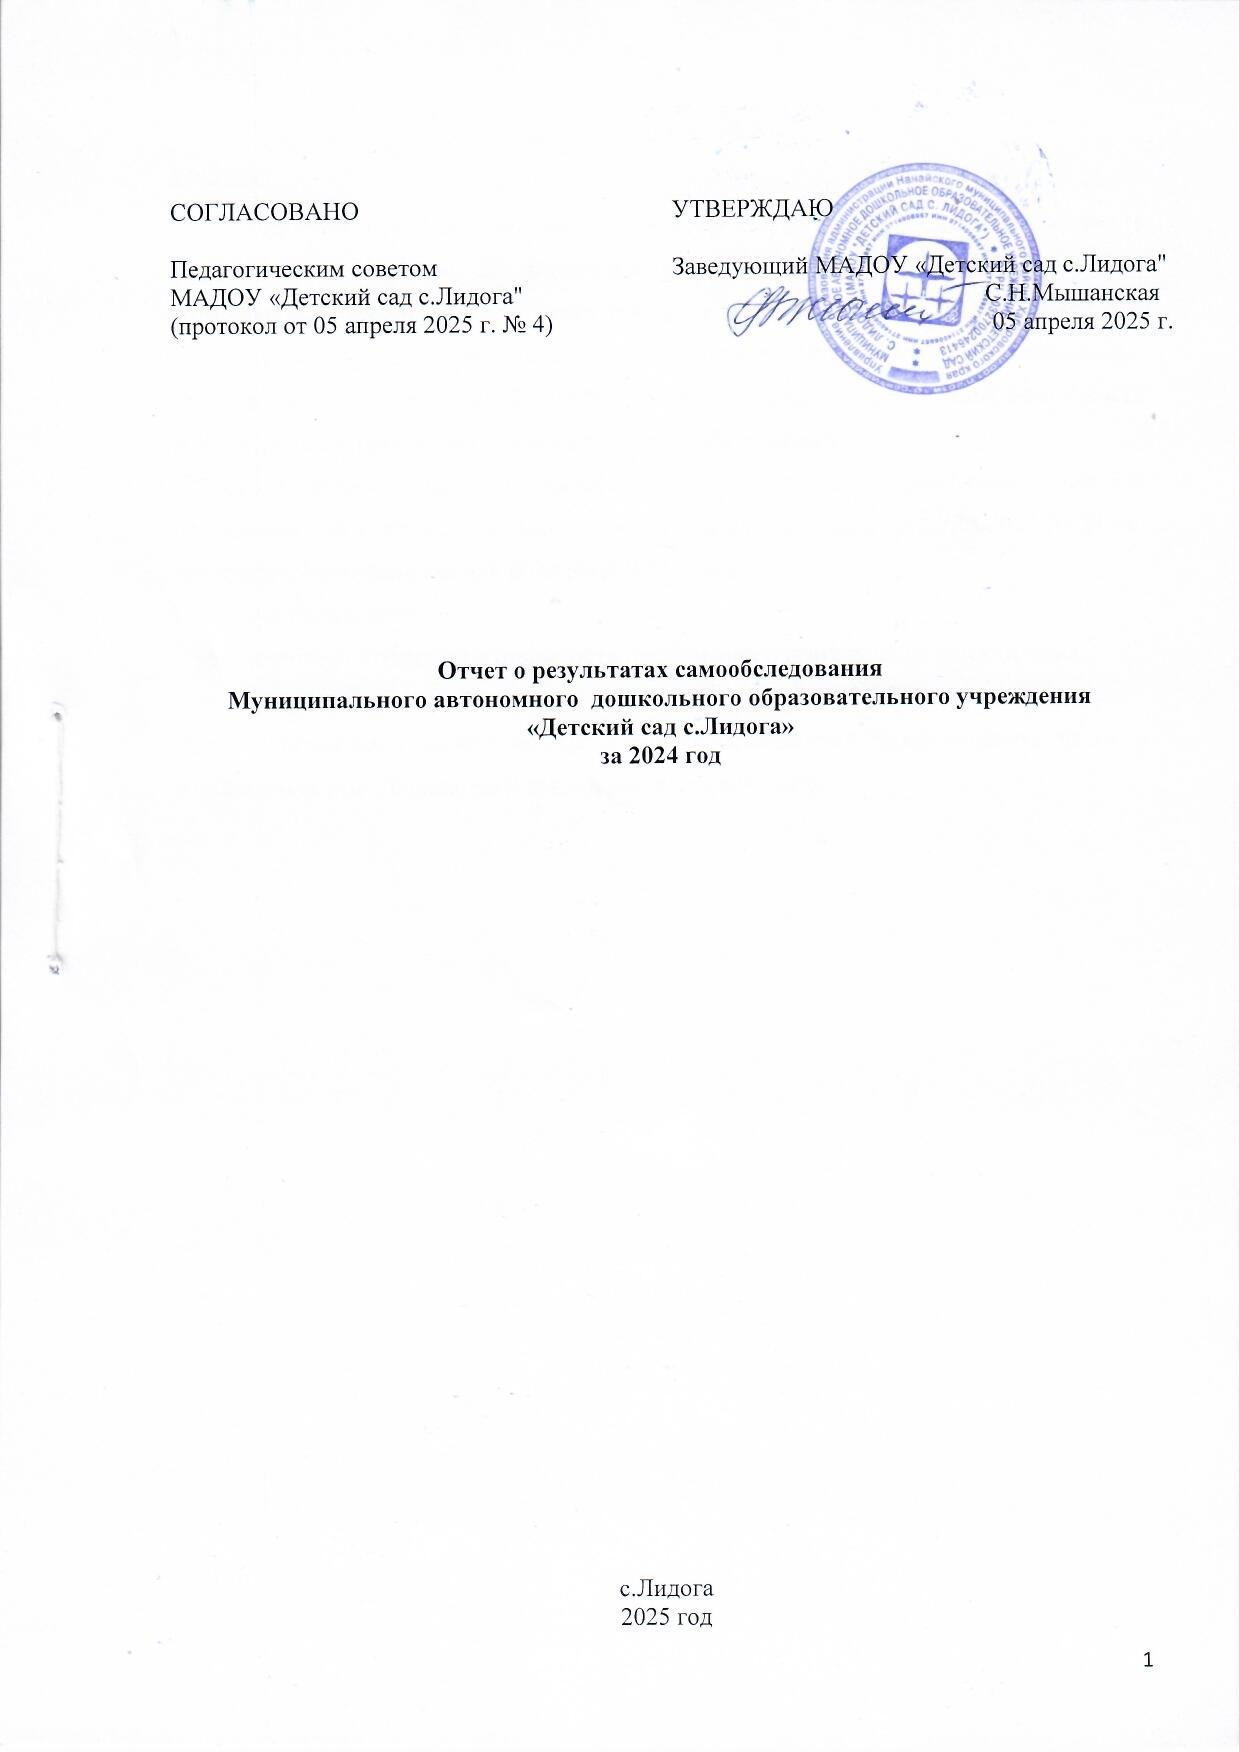 СОГЛАСОВАНО
Педагогическим советом
МАДОУ «Детский сад с.Лидога"
(протокол от 05 апреля 2025 г. № 4)
УТВЕРЖДАЮ
Заведующий МАДОУ «Детский сад с.Лидога"
С.Н.Мышанская
05 апреля 2025 г.
Отчет о результатах самообследования
Муниципального автономного дошкольного образовательного учреждения
«Детский сад с.Лидога»
за 2024 год
с.Лидога
2025 год
1